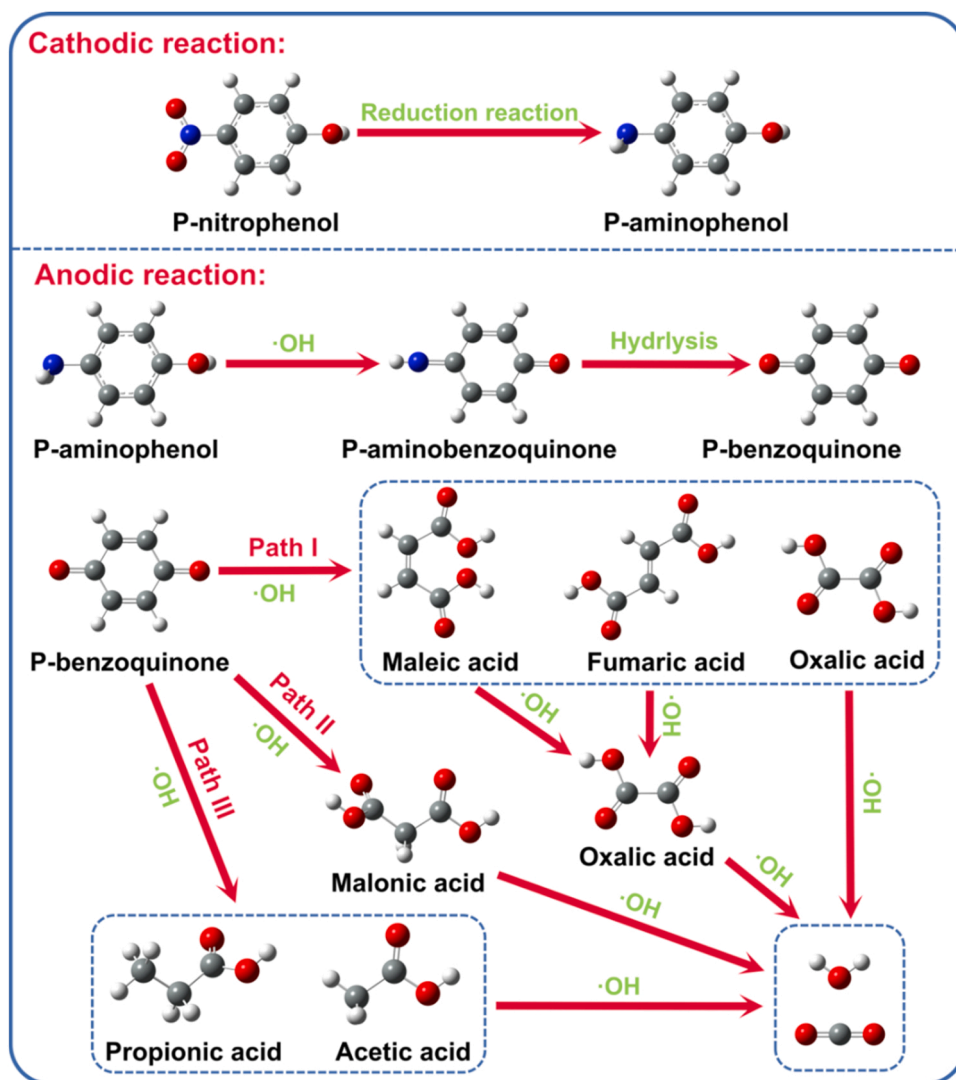 Cathodic reaction:
Reduction reaction
P-nitrophenol
P-aminophenol
Anodic reaction:
·OH
Hydrlysis
P-aminophenol
P-aminobenzoquinone
P-benzoquinone
Path I
·OH
P-benzoquinone
Maleic acid
Fumaric acid
Oxalic acid
Path II
·OH
Path III
·OH
·OH
·OH
·OH
Malonic acid
Oxalic acid
·OH
·OH
Propionic acid
Acetic acid
·OH